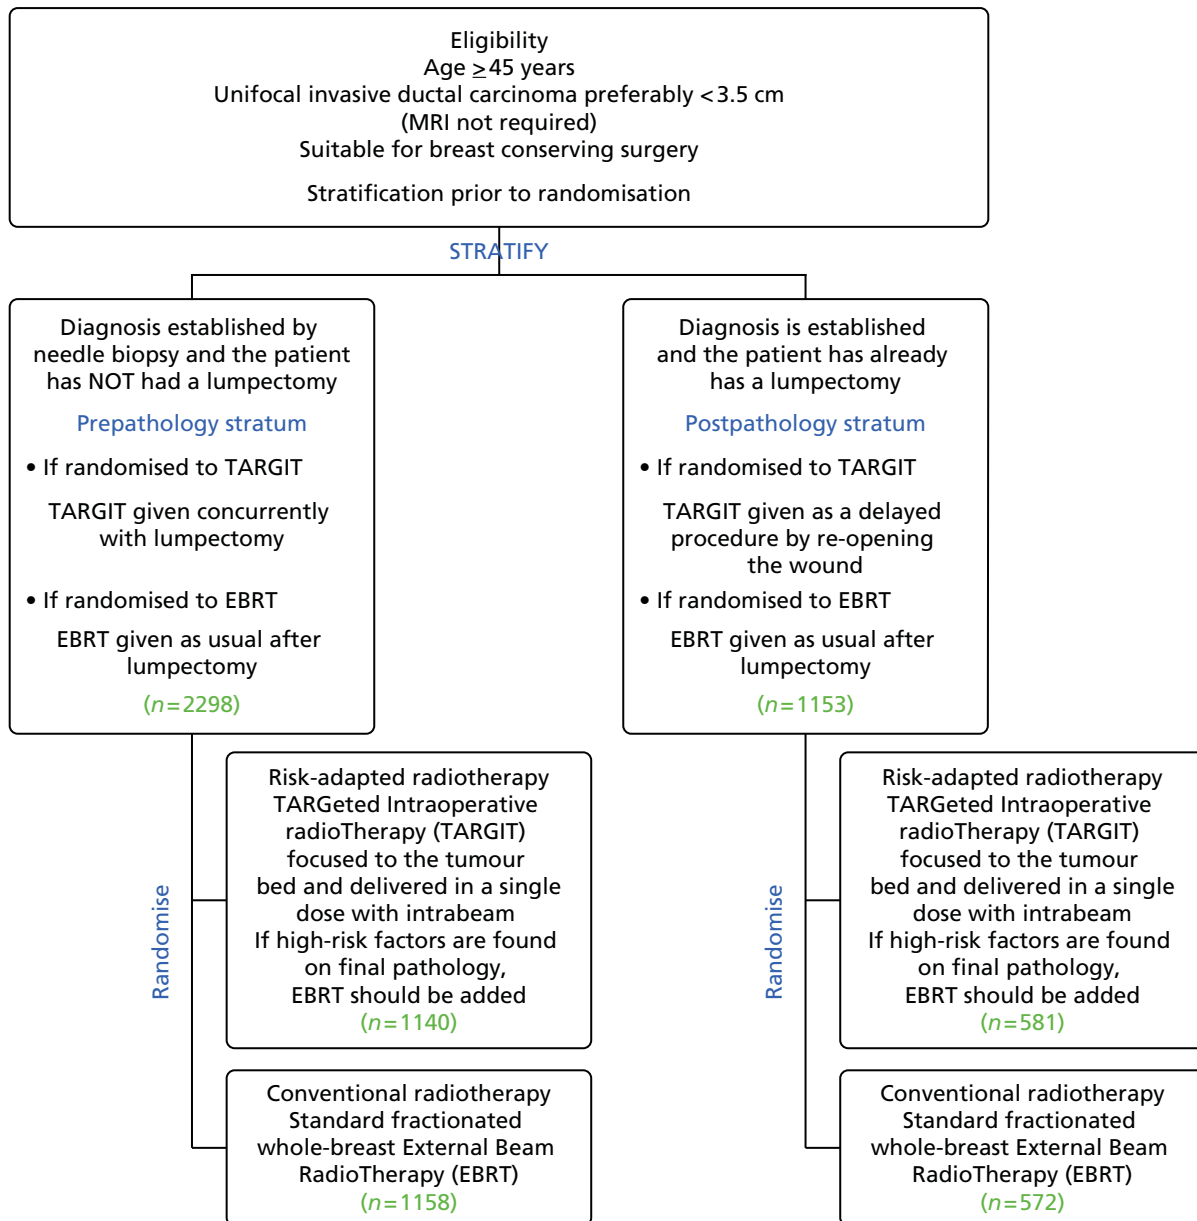 Eligibility
Age ≥45 years
Unifocal invasive ductal carcinoma preferably <3.5 cm
(MRI not required)
Suitable for breast conserving surgery
Stratification prior to randomisation
STRATIFY
Diagnosis established by
needle biopsy and the patient
has NOT had a lumpectomy
Prepathology stratum
• If randomised to TARGIT
TARGIT given concurrently
with lumpectomy
• If randomised to EBRT
EBRT given as usual after
lumpectomy
(n=2298)
Diagnosis is established
and the patient has already
has a lumpectomy
Postpathology stratum
• If randomised to TARGIT
TARGIT given as a delayed
procedure by re-opening
the wound
• If randomised to EBRT
EBRT given as usual after
lumpectomy
(n=1153)
Randomise
Risk-adapted radiotherapy
TARGeted Intraoperative
radioTherapy (TARGIT)
focused to the tumour
bed and delivered in a single
dose with intrabeam
If high-risk factors are found
on final pathology,
EBRT should be added
(n=1140)
Conventional radiotherapy
Standard fractionated
whole-breast External Beam
RadioTherapy (EBRT)
(n=1158)
Randomise
Risk-adapted radiotherapy
TARGeted Intraoperative
radioTherapy (TARGIT)
focused to the tumour
bed and delivered in a single
dose with intrabeam
If high-risk factors are found
on final pathology,
EBRT should be added
(n=581)
Conventional radiotherapy
Standard fractionated
whole-breast External Beam
RadioTherapy (EBRT)
(n=572)